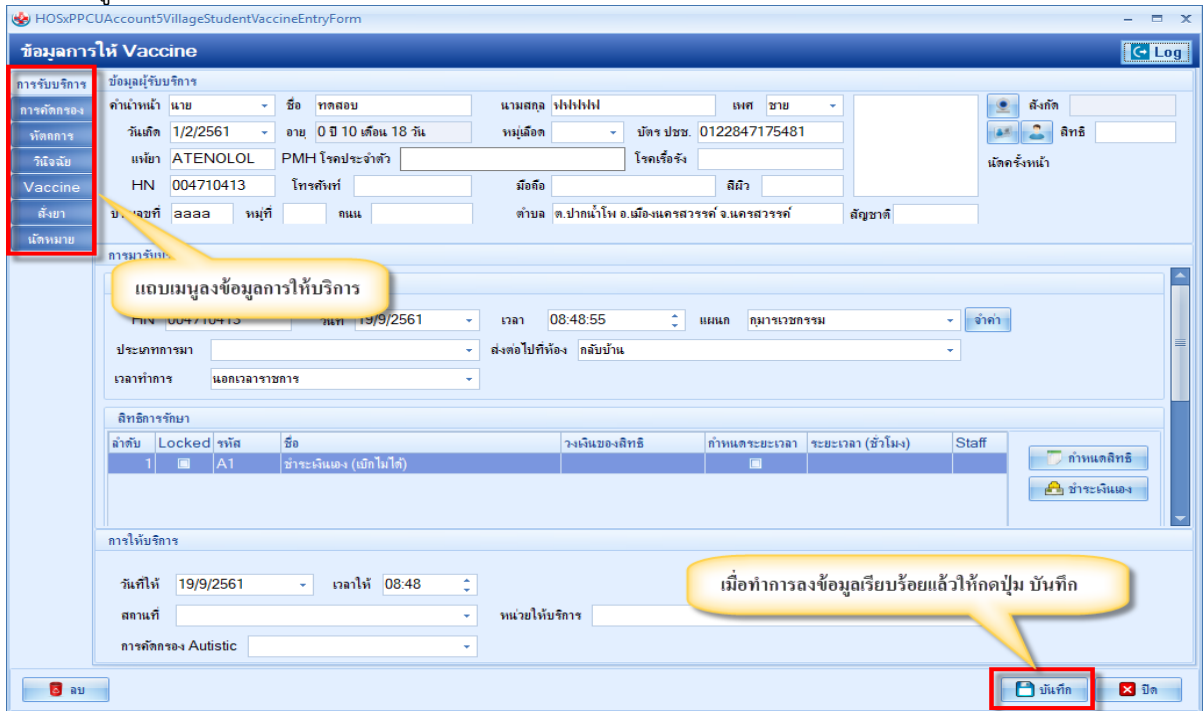 HOSxPPCUAccount5VillageStudentVaccineEntryForm
ข้อมูลการให้ Vaccine
Log
การรับบริการ
การคัดกรอง
หัตถการ
วินิจฉัย
Vaccine
สั่งยา
นัดหมาย
ข้อมูลผู้รับบริการ
คำนำหน้า นาย ชื่อ ทดสอบ นามสกุล ฟฟฟฟฟฟ เพศ ชาย สังกัด
วันเกิด 1/2/2561 อายุ 0 ปี 10 เดือน 18 วัน หมู่เลือด บัตร ปชช. 0122847175481 สิทธิ
แพ้ยา ATENOLOL PMH โรคประจำตัว โรคเรื้อรัง นัดครั้งหน้า
HN 004710413 โทรศัพท์ มือถือ สีผิว
aaaa หมู่ที่ ถนน ตำบล ต.ปากน้ำโพ อ.เมืองนครสวรรค์ จ.นครสวรรค์ สัญชาติ
แถบเมนูลงข้อมูลการให้บริการ
HN 004710413 วันที่ 19/9/2561 เวลา 08:48:55 แผนก กุมารเวชกรรม จำค่า
ประเภทการมา ส่งต่อไปที่ห้อง กลับบ้าน
เวลาทำการ นอกเวลาราชการ
สิทธิการรักษา
ลำดับ Locked รหัส ชื่อ วงเงินของสิทธิ กำหนดระยะเวลา ระยะเวลา (ชั่วโมง) Staff
1 A1 ชำระเงินเอง (เบิกไม่ได้)
กำหนดสิทธิ
ชำระเงินเอง
การให้บริการ
วันที่ให้ 19/9/2561 เวลาให้ 08:48
เมื่อทำการลงข้อมูลเรียบร้อยแล้วให้กดปุ่ม บันทึก
สถานที่ หน่วยให้บริการ
การคัดกรอง Autistic
ลบ บันทึก ปิด